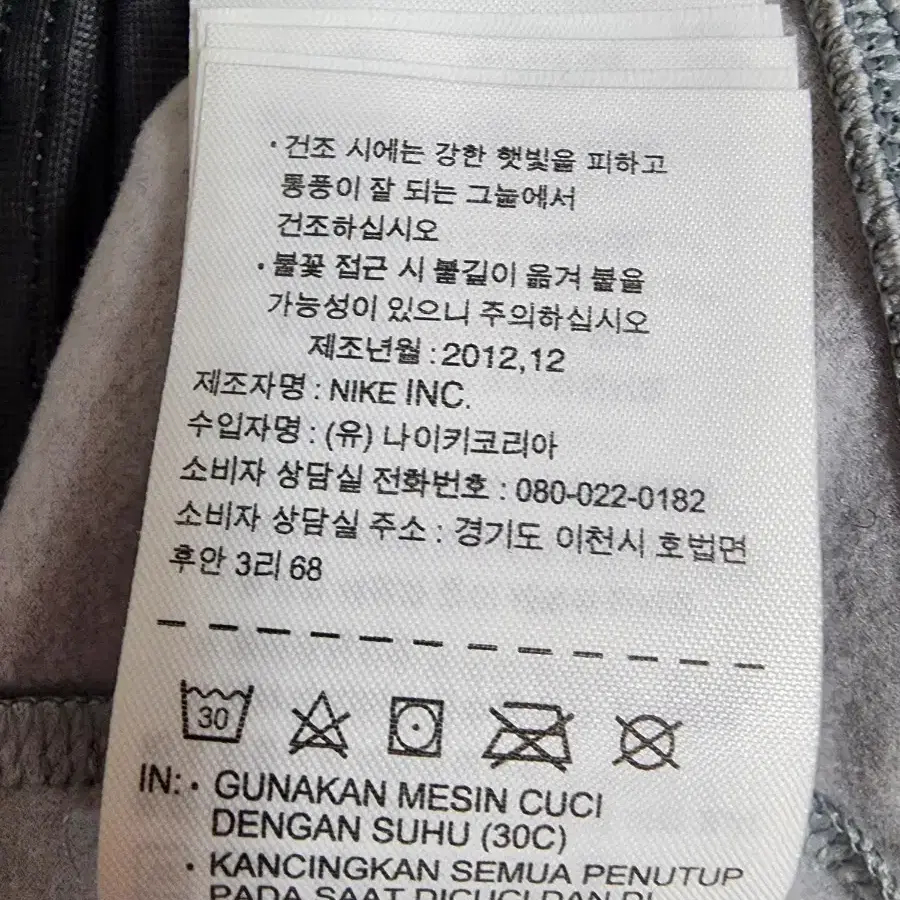 · 건조 시에는 강한 햇빛을 피하고
통풍이 잘 되는 그늘에서
건조하십시오
· 불꽃 접근 시 불길이 옮겨 붙을
가능성이 있으니 주의하십시오
제조년월 : 2012,12
제조자명 : NIKE INC.
수입자명 : (유) 나이키코리아
소비자 상담실 전화번호 : 080-022-0182
소비자 상담실 주소 : 경기도 이천시 호법면
후안 3리 68
30
IN: · GUNAKAN MESIN CUCI
DENGAN SUHU (30C)
· KANCINGKAN SEMUA PENUTUP
PADA SAAT DICUCI DAN DI